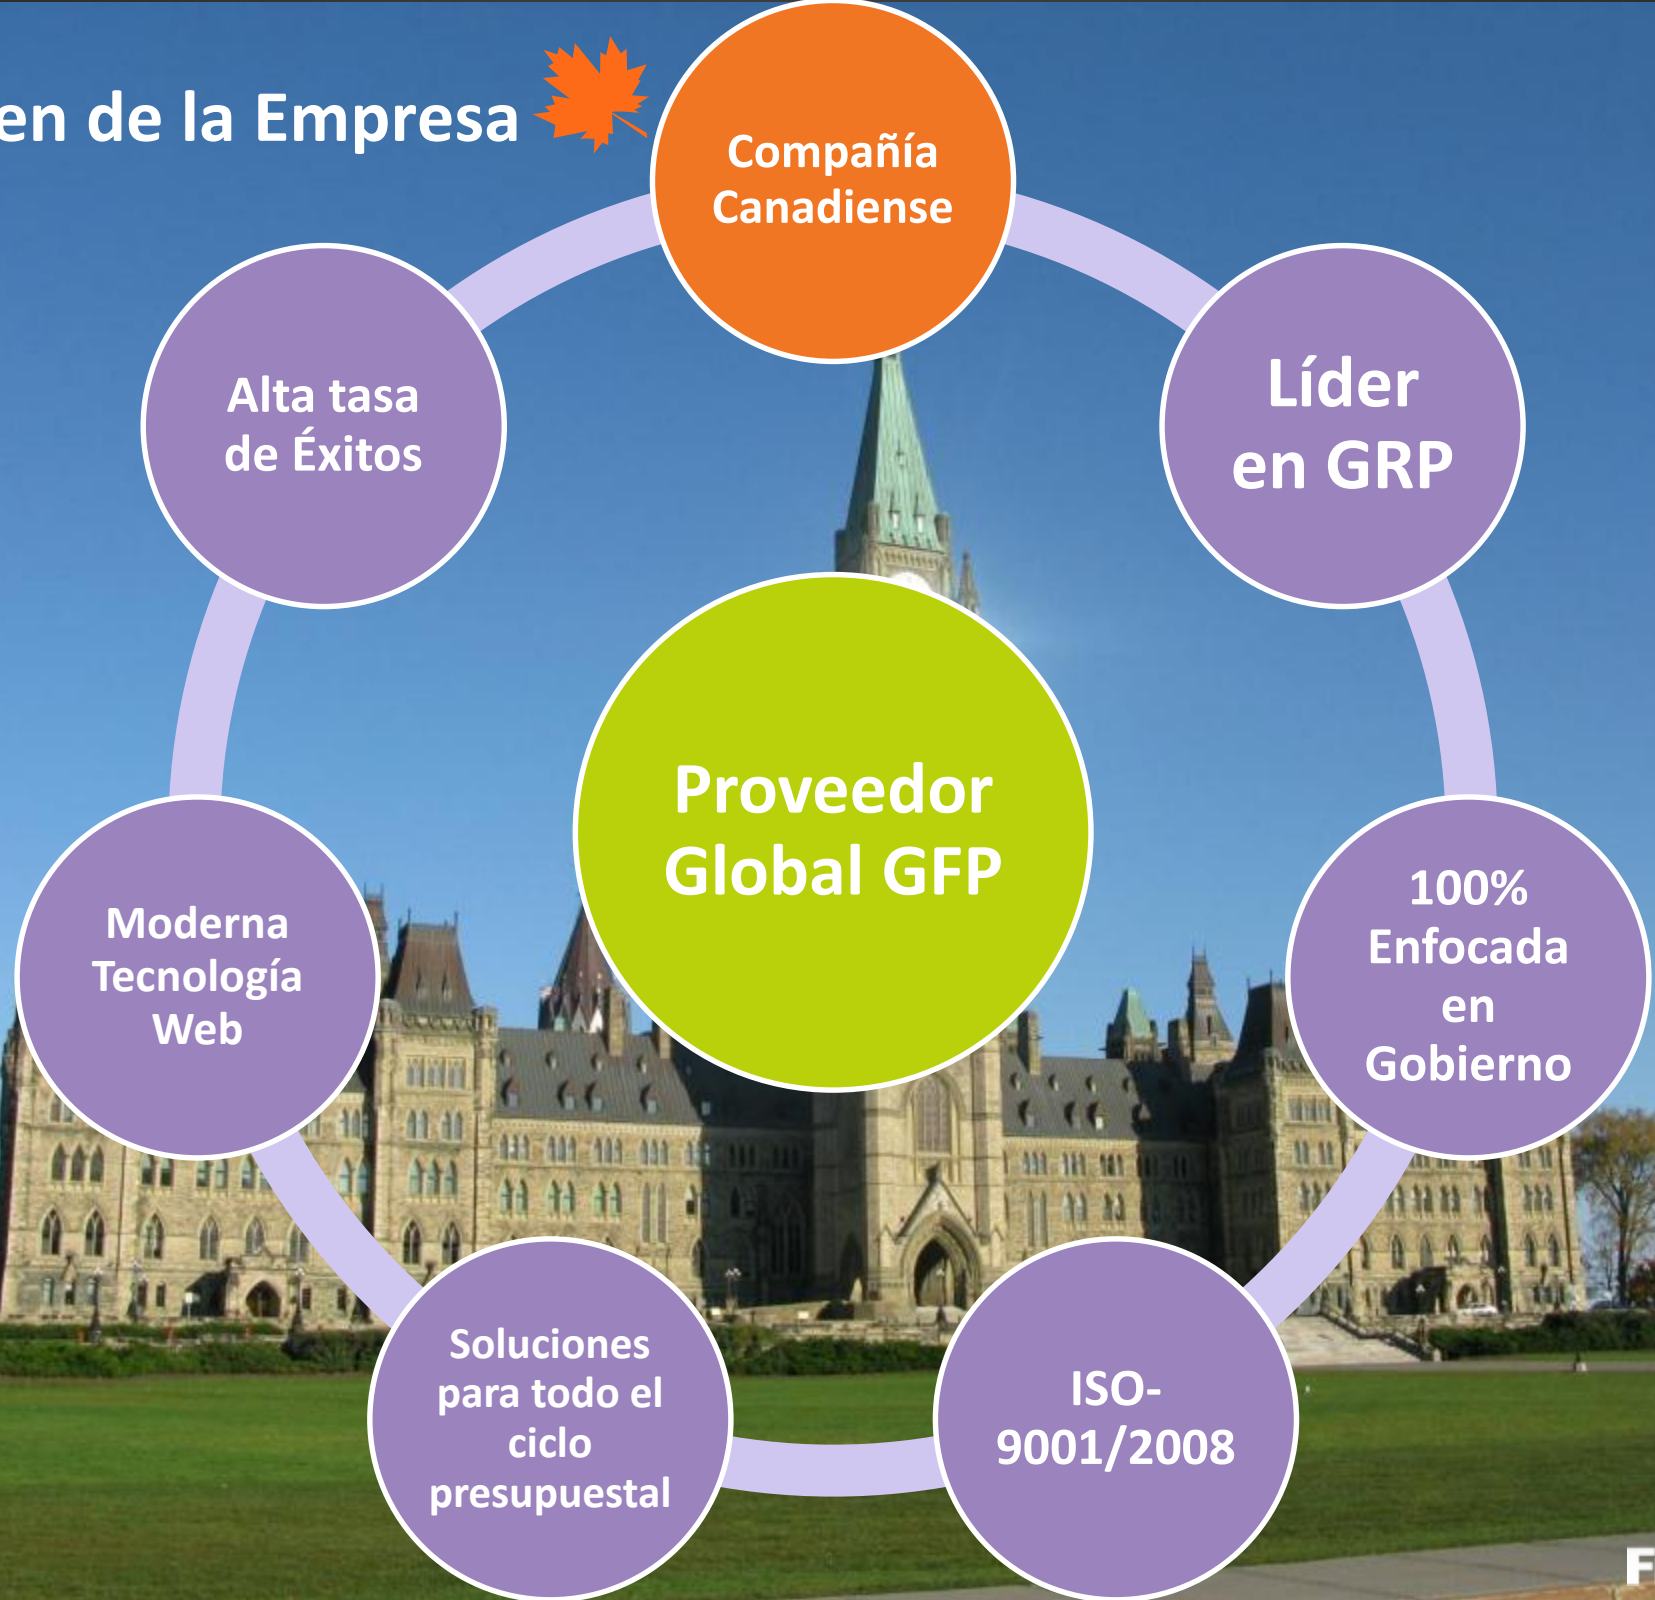 en de la Empresa
Compañía
Canadiense
Líder
en GRP
100%
Enfocada
en
Gobierno
ISO-
9001/2008
Soluciones
para todo el
ciclo
presupuestal
Moderna
Tecnología
Web
Alta tasa
de Éxitos
Proveedor
Global GFP
F